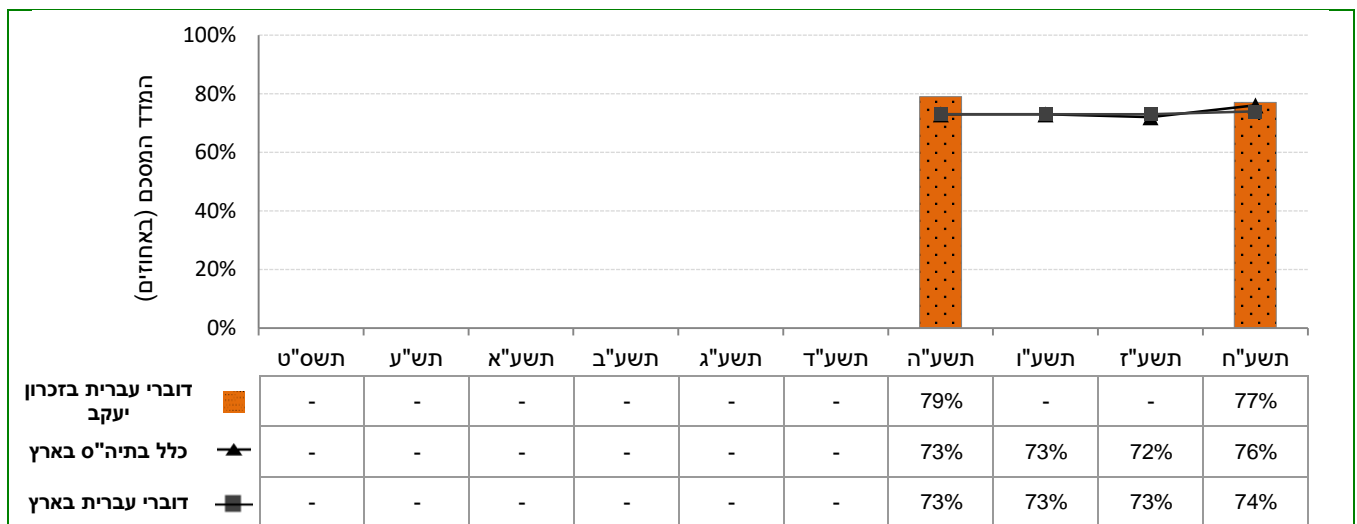 100%
80%
60%
40%
20%
0%
המדד המסכם (באחוזים)
תשס"ט תש"ע תשע"א תשע"ב תשע"ג תשע"ד תשע"ה תשע"ו תשע"ז תשע"ח
דוברי עברית בזכרון
יעקב
- - - - - - 79% - - 77%
כלל בתיה"ס בארץ - - - - - - 73% 73% 72% 76%
דוברי עברית בארץ - - - - - - 73% 73% 73% 74%